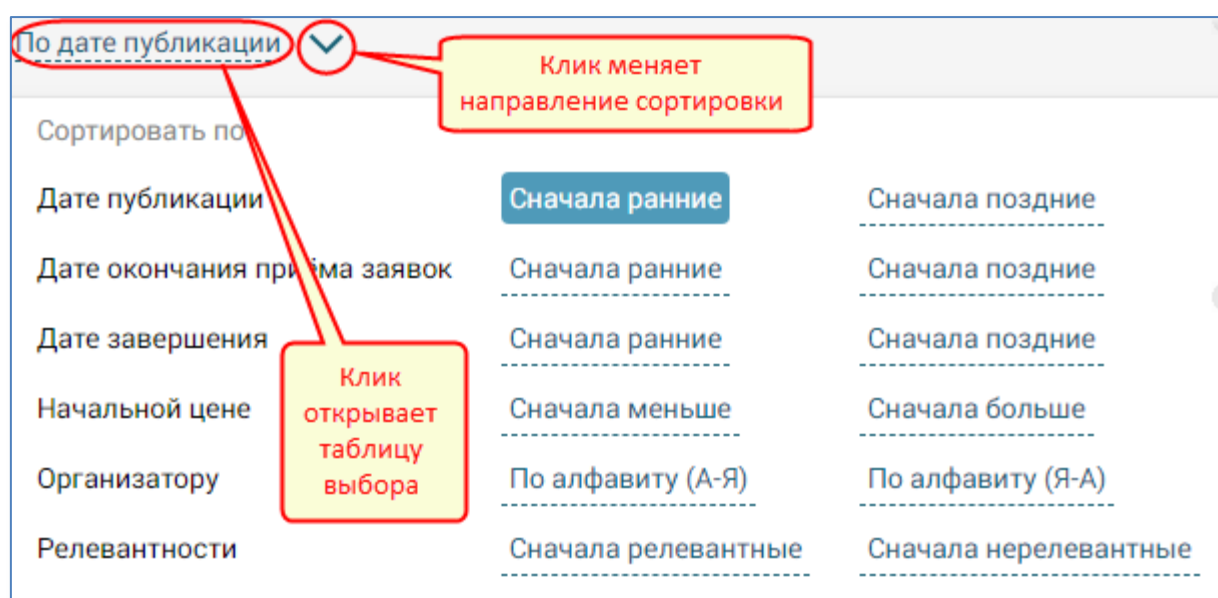 По дате публикации
Клик меняет
направление сортировки
Сортировать по
Дате публикации Сначала ранние Сначала поздние
Дате окончания приёма заявок Сначала ранние Сначала поздние
Дате завершения Сначала ранние Сначала поздние
Клик
открывает
таблицу
выбора
Начальной цене Сначала меньше Сначала больше
Организатору По алфавиту (А-Я) По алфавиту (Я-А)
Релевантности Сначала релевантные Сначала нерелевантные